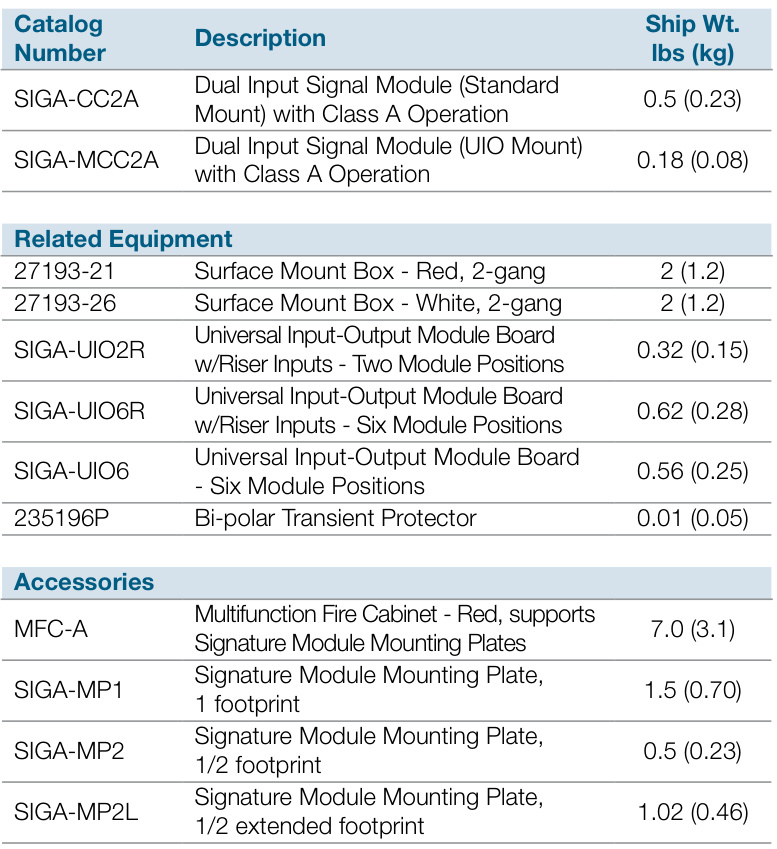 Catalog
Number
Description
Ship Wt.
lbs (kg)
SIGA-CC2A
Dual Input Signal Module (Standard
Mount) with Class A Operation
0.5 (0.23)
SIGA-MCC2A
Dual Input Signal Module (UIO Mount)
with Class A Operation
0.18 (0.08)
Related Equipment
27193-21 Surface Mount Box - Red, 2-gang 2 (1.2)
27193-26 Surface Mount Box - White, 2-gang 2 (1.2)
SIGA-UIO2R
Universal Input-Output Module Board
w/Riser Inputs - Two Module Positions
0.32 (0.15)
SIGA-UIO6R
Universal Input-Output Module Board
w/Riser Inputs - Six Module Positions
0.62 (0.28)
SIGA-UIO6
Universal Input-Output Module Board
- Six Module Positions
0.56 (0.25)
235196P Bi-polar Transient Protector 0.01 (0.05)
Accessories
MFC-A
Multifunction Fire Cabinet - Red, supports
Signature Module Mounting Plates
7.0 (3.1)
SIGA-MP1
Signature Module Mounting Plate,
1 footprint
1.5 (0.70)
SIGA-MP2
Signature Module Mounting Plate,
1/2 footprint
0.5 (0.23)
SIGA-MP2L
Signature Module Mounting Plate,
1/2 extended footprint
1.02 (0.46)